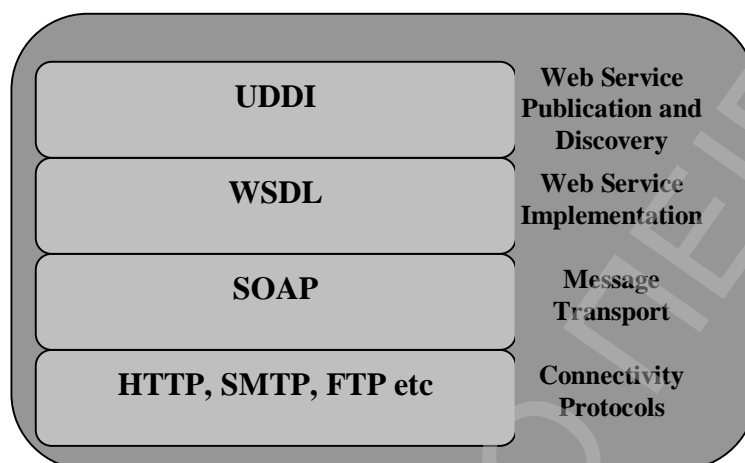 UDDI
Web Service
Publication and
Discovery
WSDL
Web Service
Implementation
SOAP
Message
Transport
HTTP, SMTP, FTP etc
Connectivity
Protocols